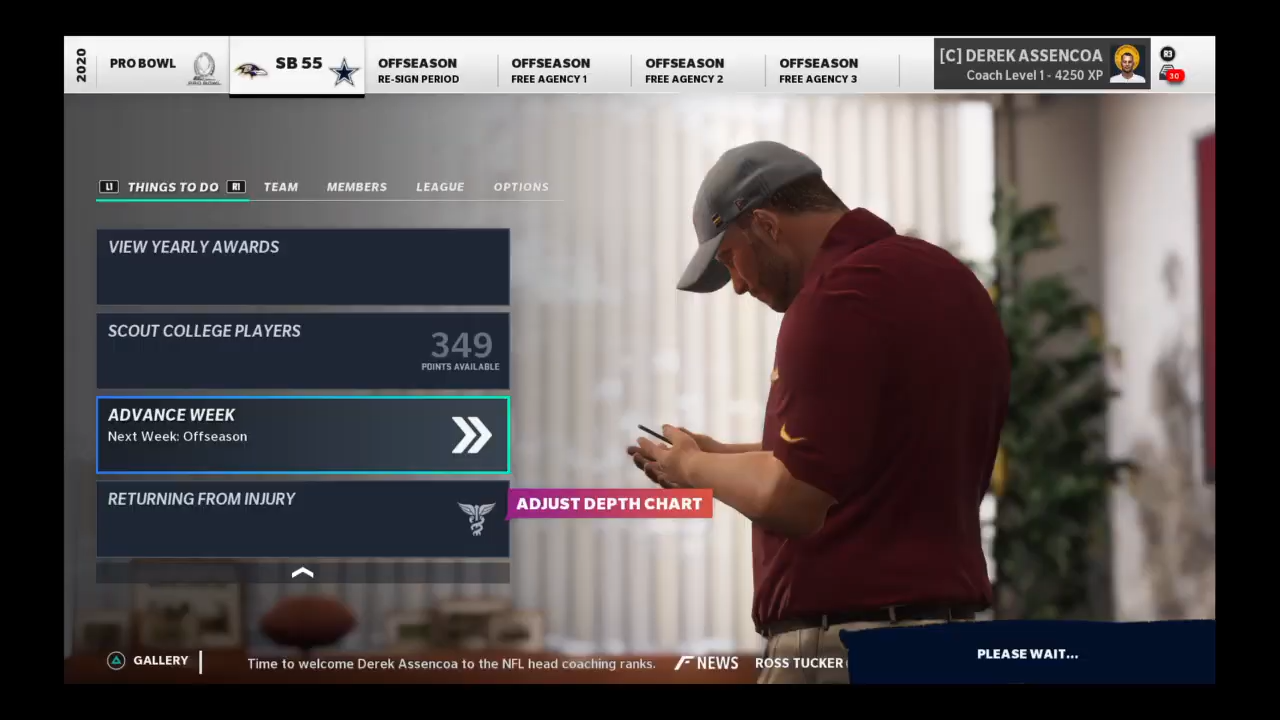 2020
PRO BOWL
SB 55
OFFSEASON
RE-SIGN PERIOD
OFFSEASON
FREE AGENCY 1
OFFSEASON
FREE AGENCY 2
OFFSEASON
FREE AGENCY 3
[C] DEREK ASSENCOA
Coach Level 1 - 4250 XP
R3
30
L1 THINGS TO DO R1 TEAM MEMBERS LEAGUE OPTIONS
VIEW YEARLY AWARDS
SCOUT COLLEGE PLAYERS
349
POINTS AVAILABLE
ADVANCE WEEK
Next Week: Offseason
RETURNING FROM INJURY
ADJUST DEPTH CHART
GALLERY
Time to welcome Derek Assencoa to the NFL head coaching ranks.
NEWS
ROSS TUCKER
PLEASE WAIT...